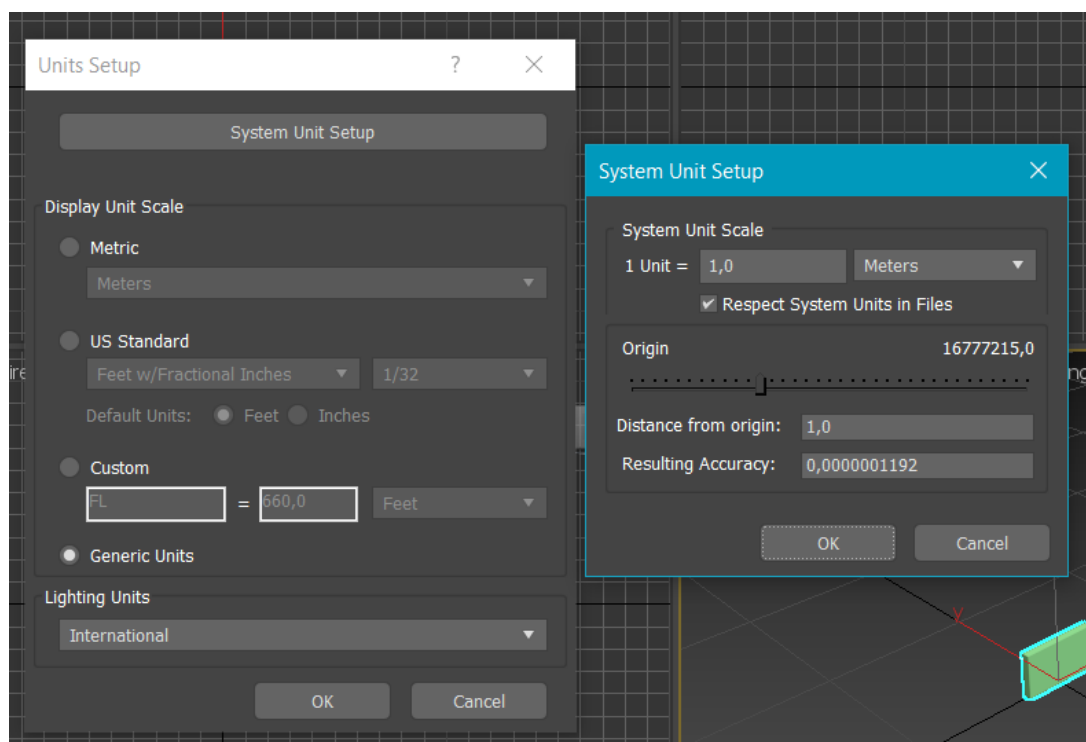 Units Setup
?
System Unit Setup
Display Unit Scale
Metric
Meters
US Standard
Feet w/Fractional Inches 1/32
Default Units: Feet Inches
Custom
FL = 660,0 Feet
Generic Units
Lighting Units
International
OK Cancel
System Unit Setup
System Unit Scale
1 Unit = 1,0 Meters
Respect System Units in Files
Origin 16777215,0
Distance from origin: 1,0
Resulting Accuracy: 0,0000001192
OK Cancel
y